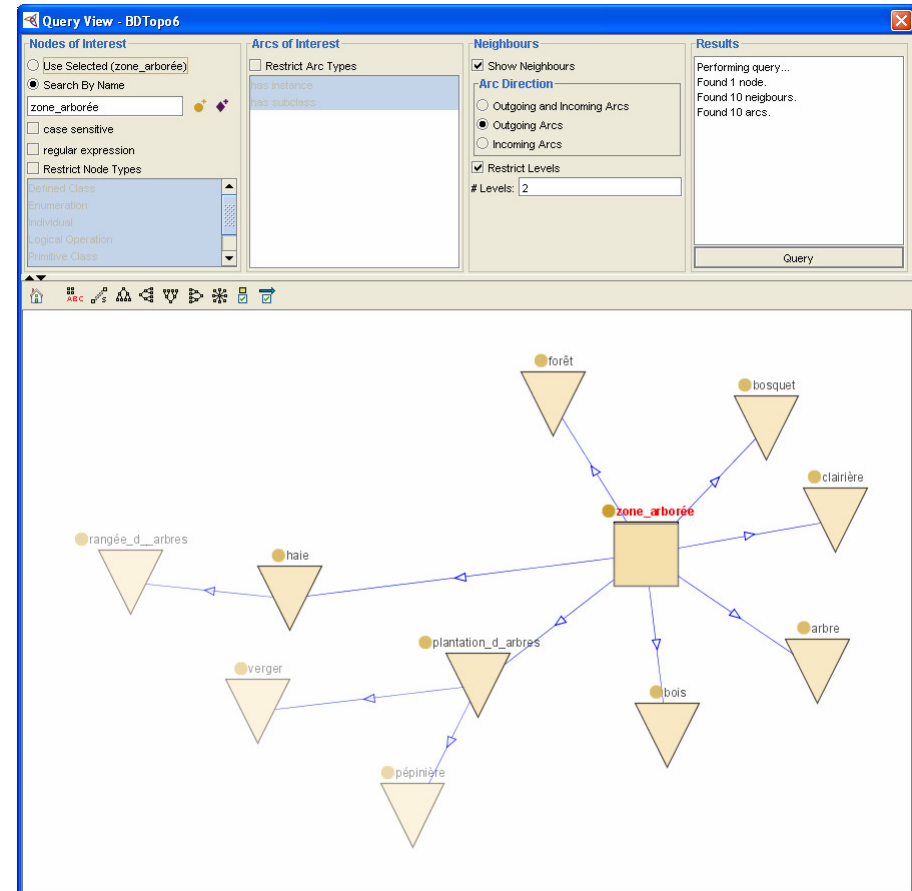 Query View - BDTopo6
Nodes of Interest
Use Selected (zone_arborée)
Search By Name
zone_arborée
case sensitive
regular expression
Restrict Node Types
Defined Class
Enumeration
Individual
Logical Operation
Primitive Class
Arcs of Interest
Restrict Arc Types
has instance
has subclass
Neighbours
Show Neighbours
Arc Direction
Outgoing and Incoming Arcs
Outgoing Arcs
Incoming Arcs
Restrict Levels
# Levels: 2
Results
Performing query...
Found 1 node.
Found 10 neigbours.
Found 10 arcs.
Query
ABC
S
forêt
bosquet
clairière
zone_arborée
rangée_d__arbres
haie
arbre
plantation_d_arbres
verger
bois
pépinière